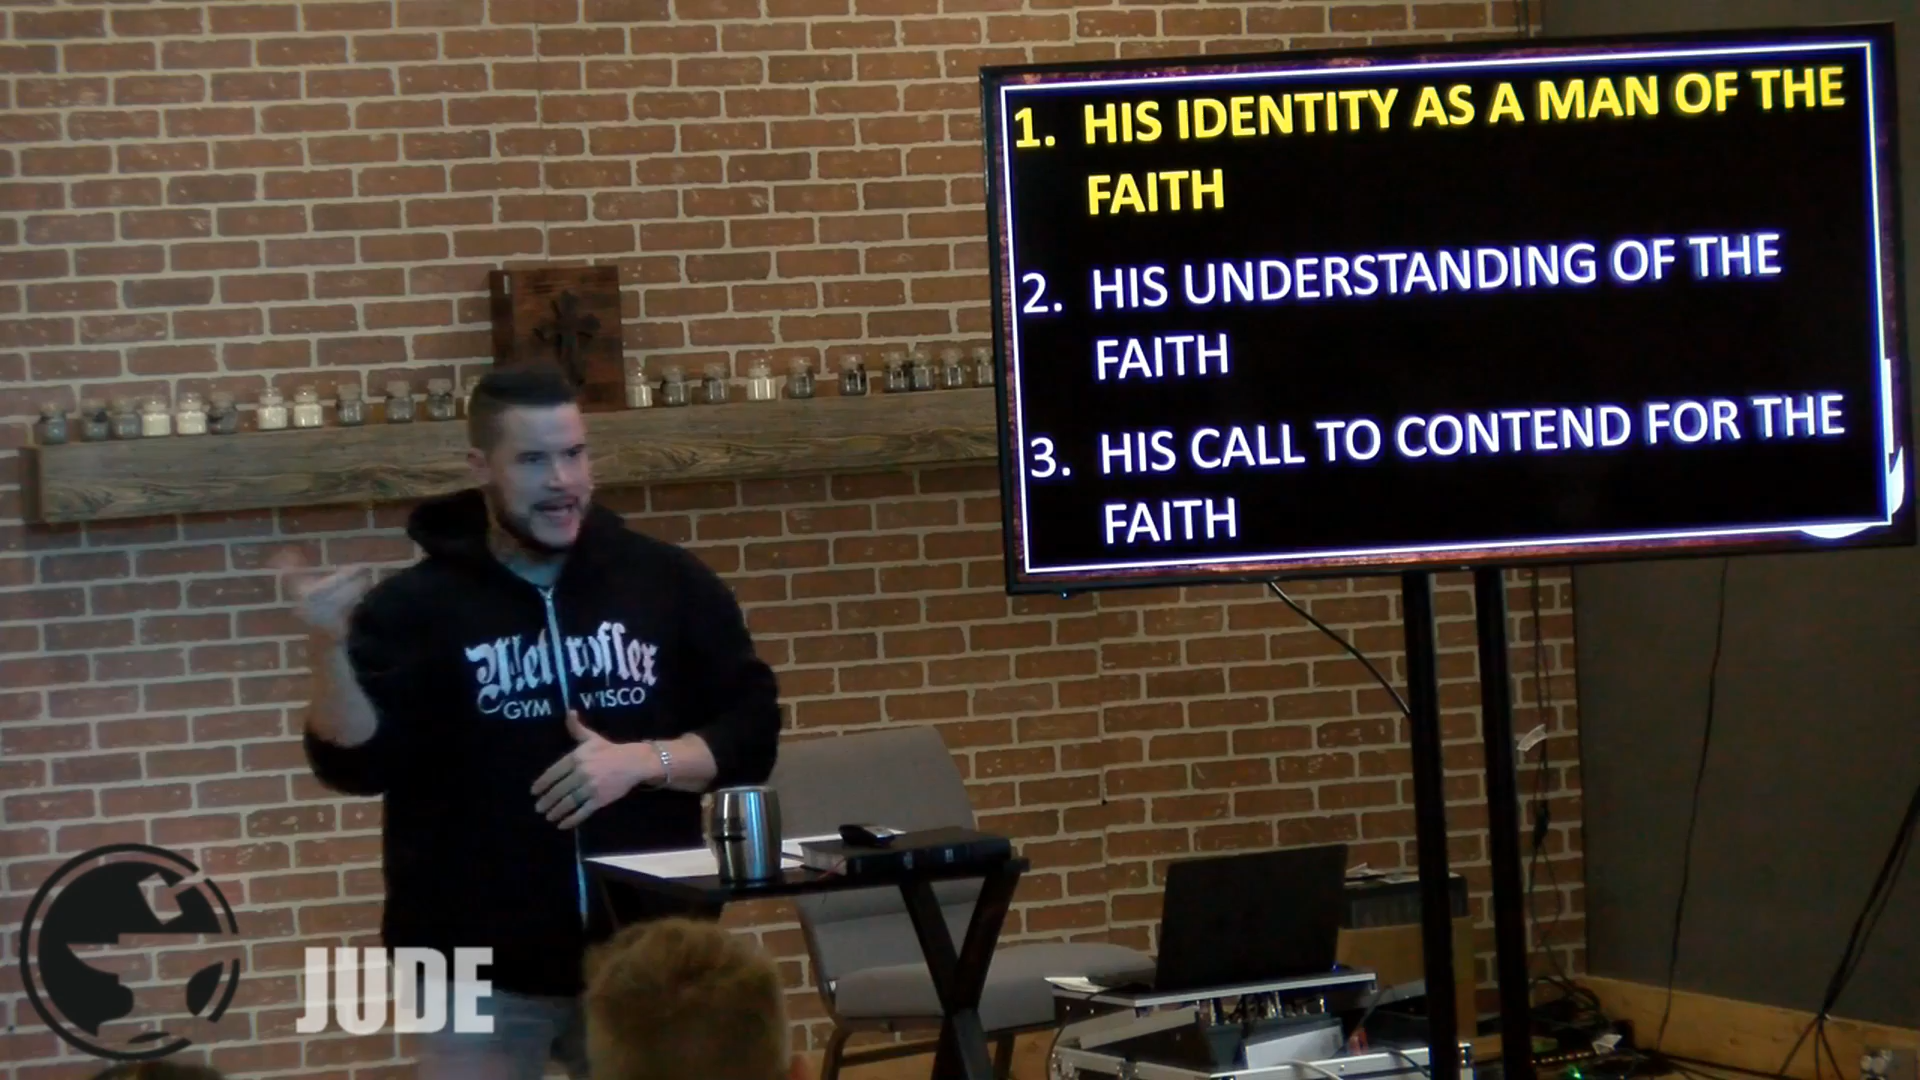 1. HIS IDENTITY AS A MAN OF THE
FAITH
2. HIS UNDERSTANDING OF THE
FAITH
3. HIS CALL TO CONTEND FOR THE
FAITH
Metroflex
GYM WISCO
JUDE